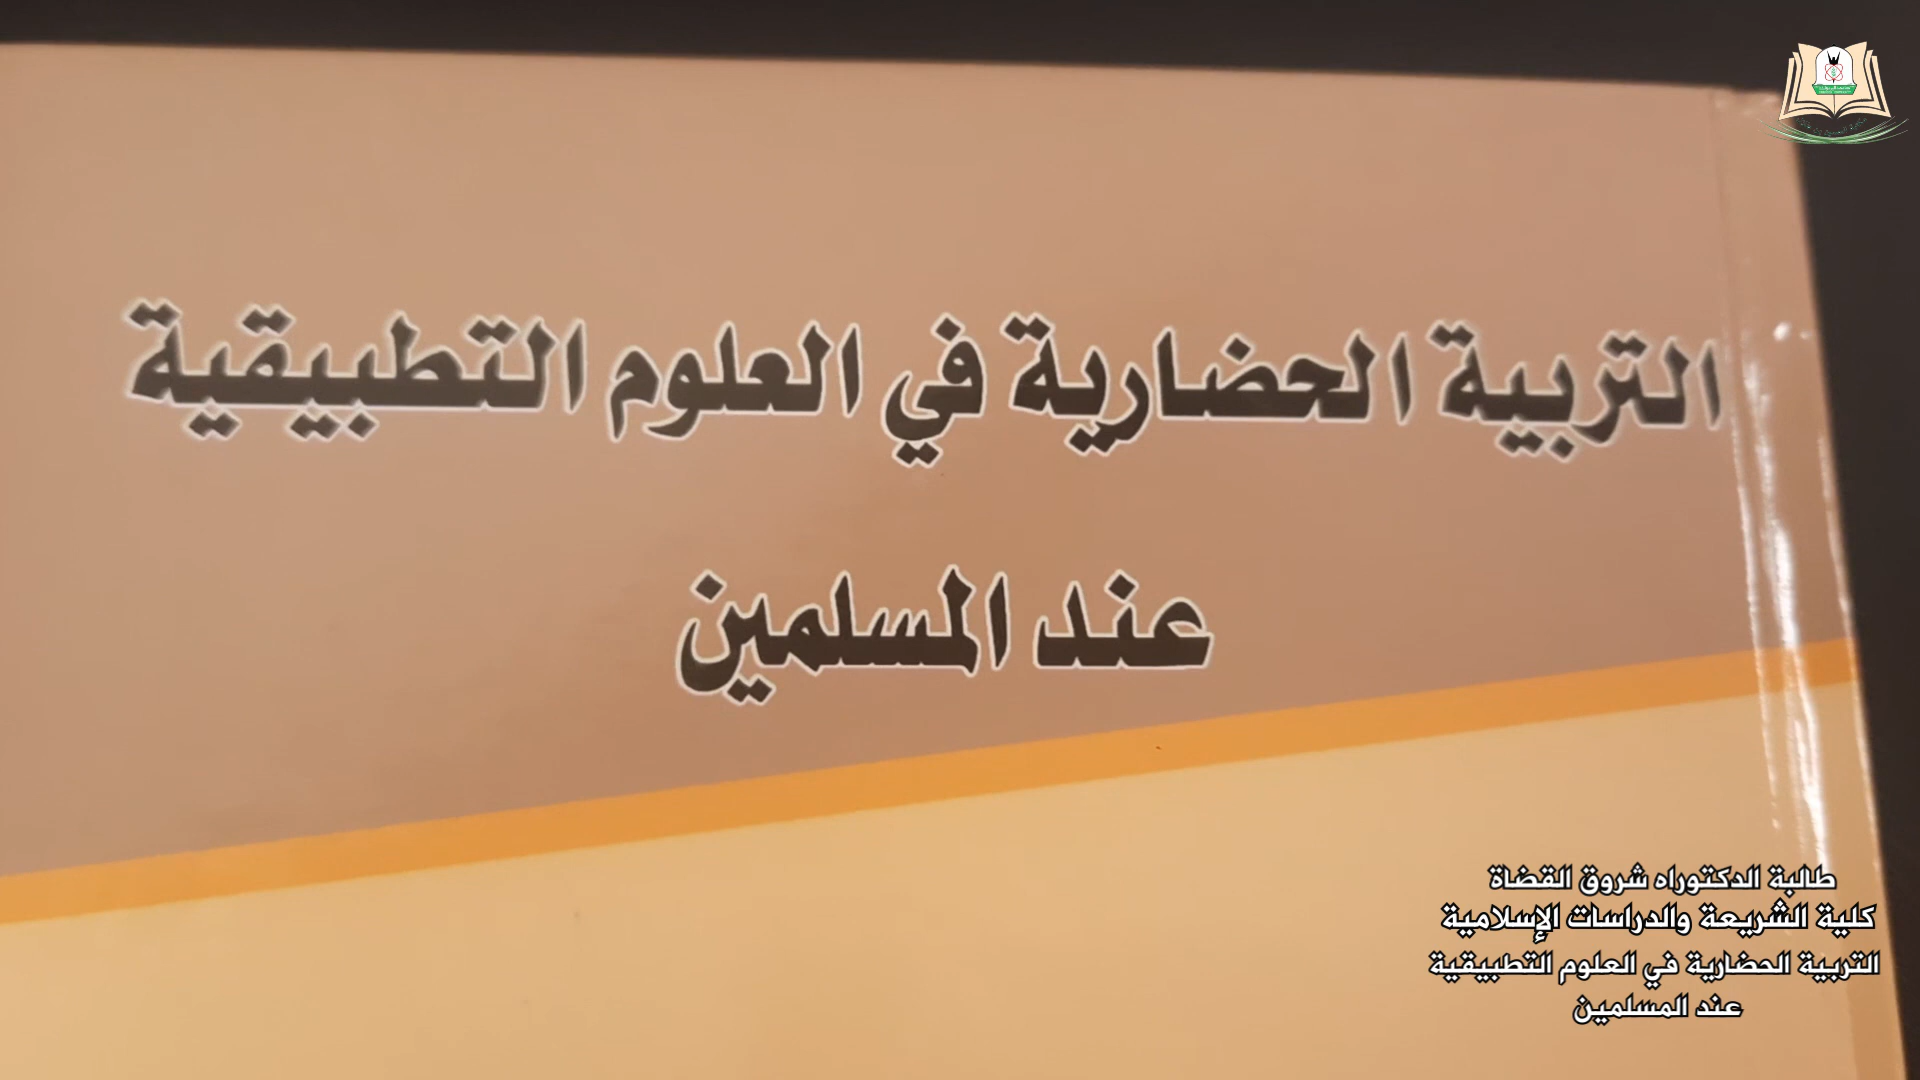 التربية الحضارية في العلوم التطبيقية
عند المسلمين
طالبة الدكتوراه شروق القضاة
كلية الشريعة والدراسات الإسلامية
التربية الحضارية في العلوم التطبيقية
عند المسلمين